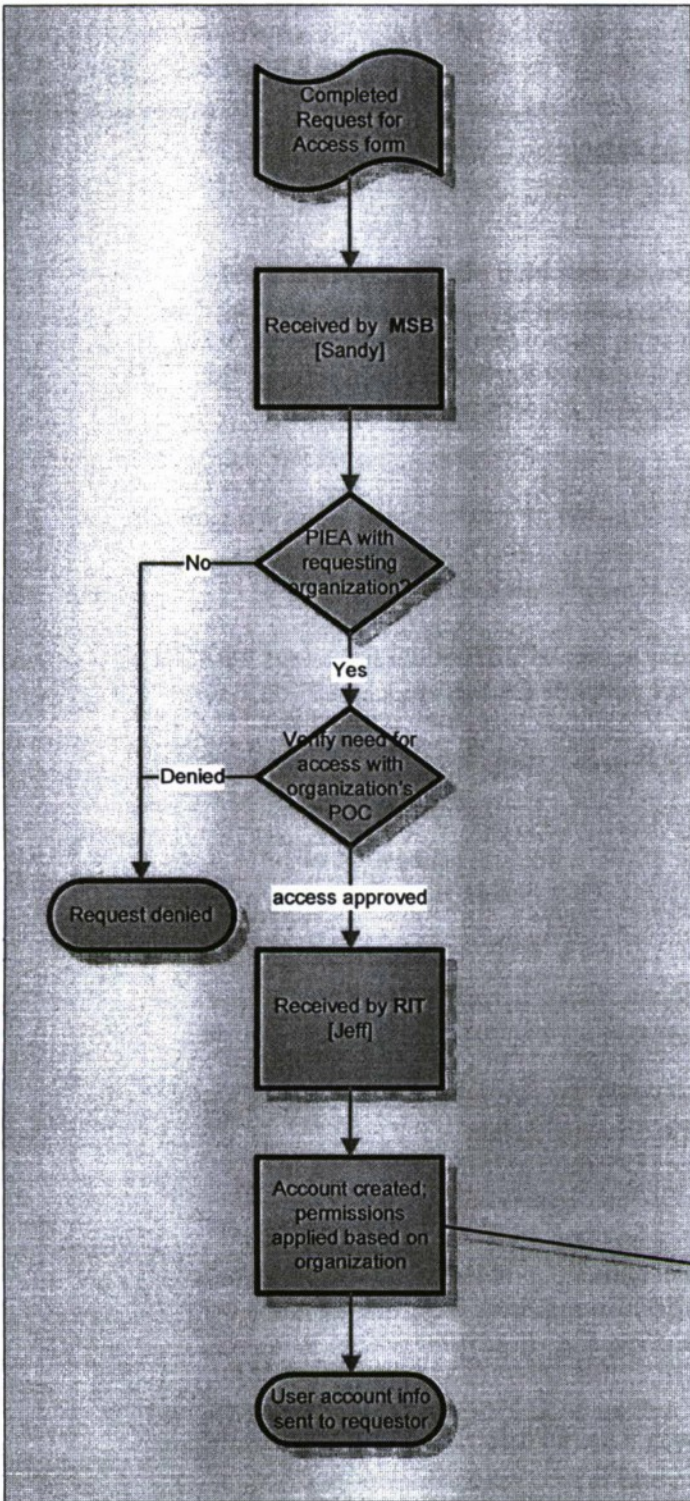 Completed
Request for
Access form
Received by MSB
[Sandy]
PIEA with
requesting
organization?
No
Yes
Verify need for
access with
organization's
POC
Denied
access approved
Request denied
Received by RIT
[Jeff]
Account created;
permissions
applied based on
organization
User account info
sent to requestor